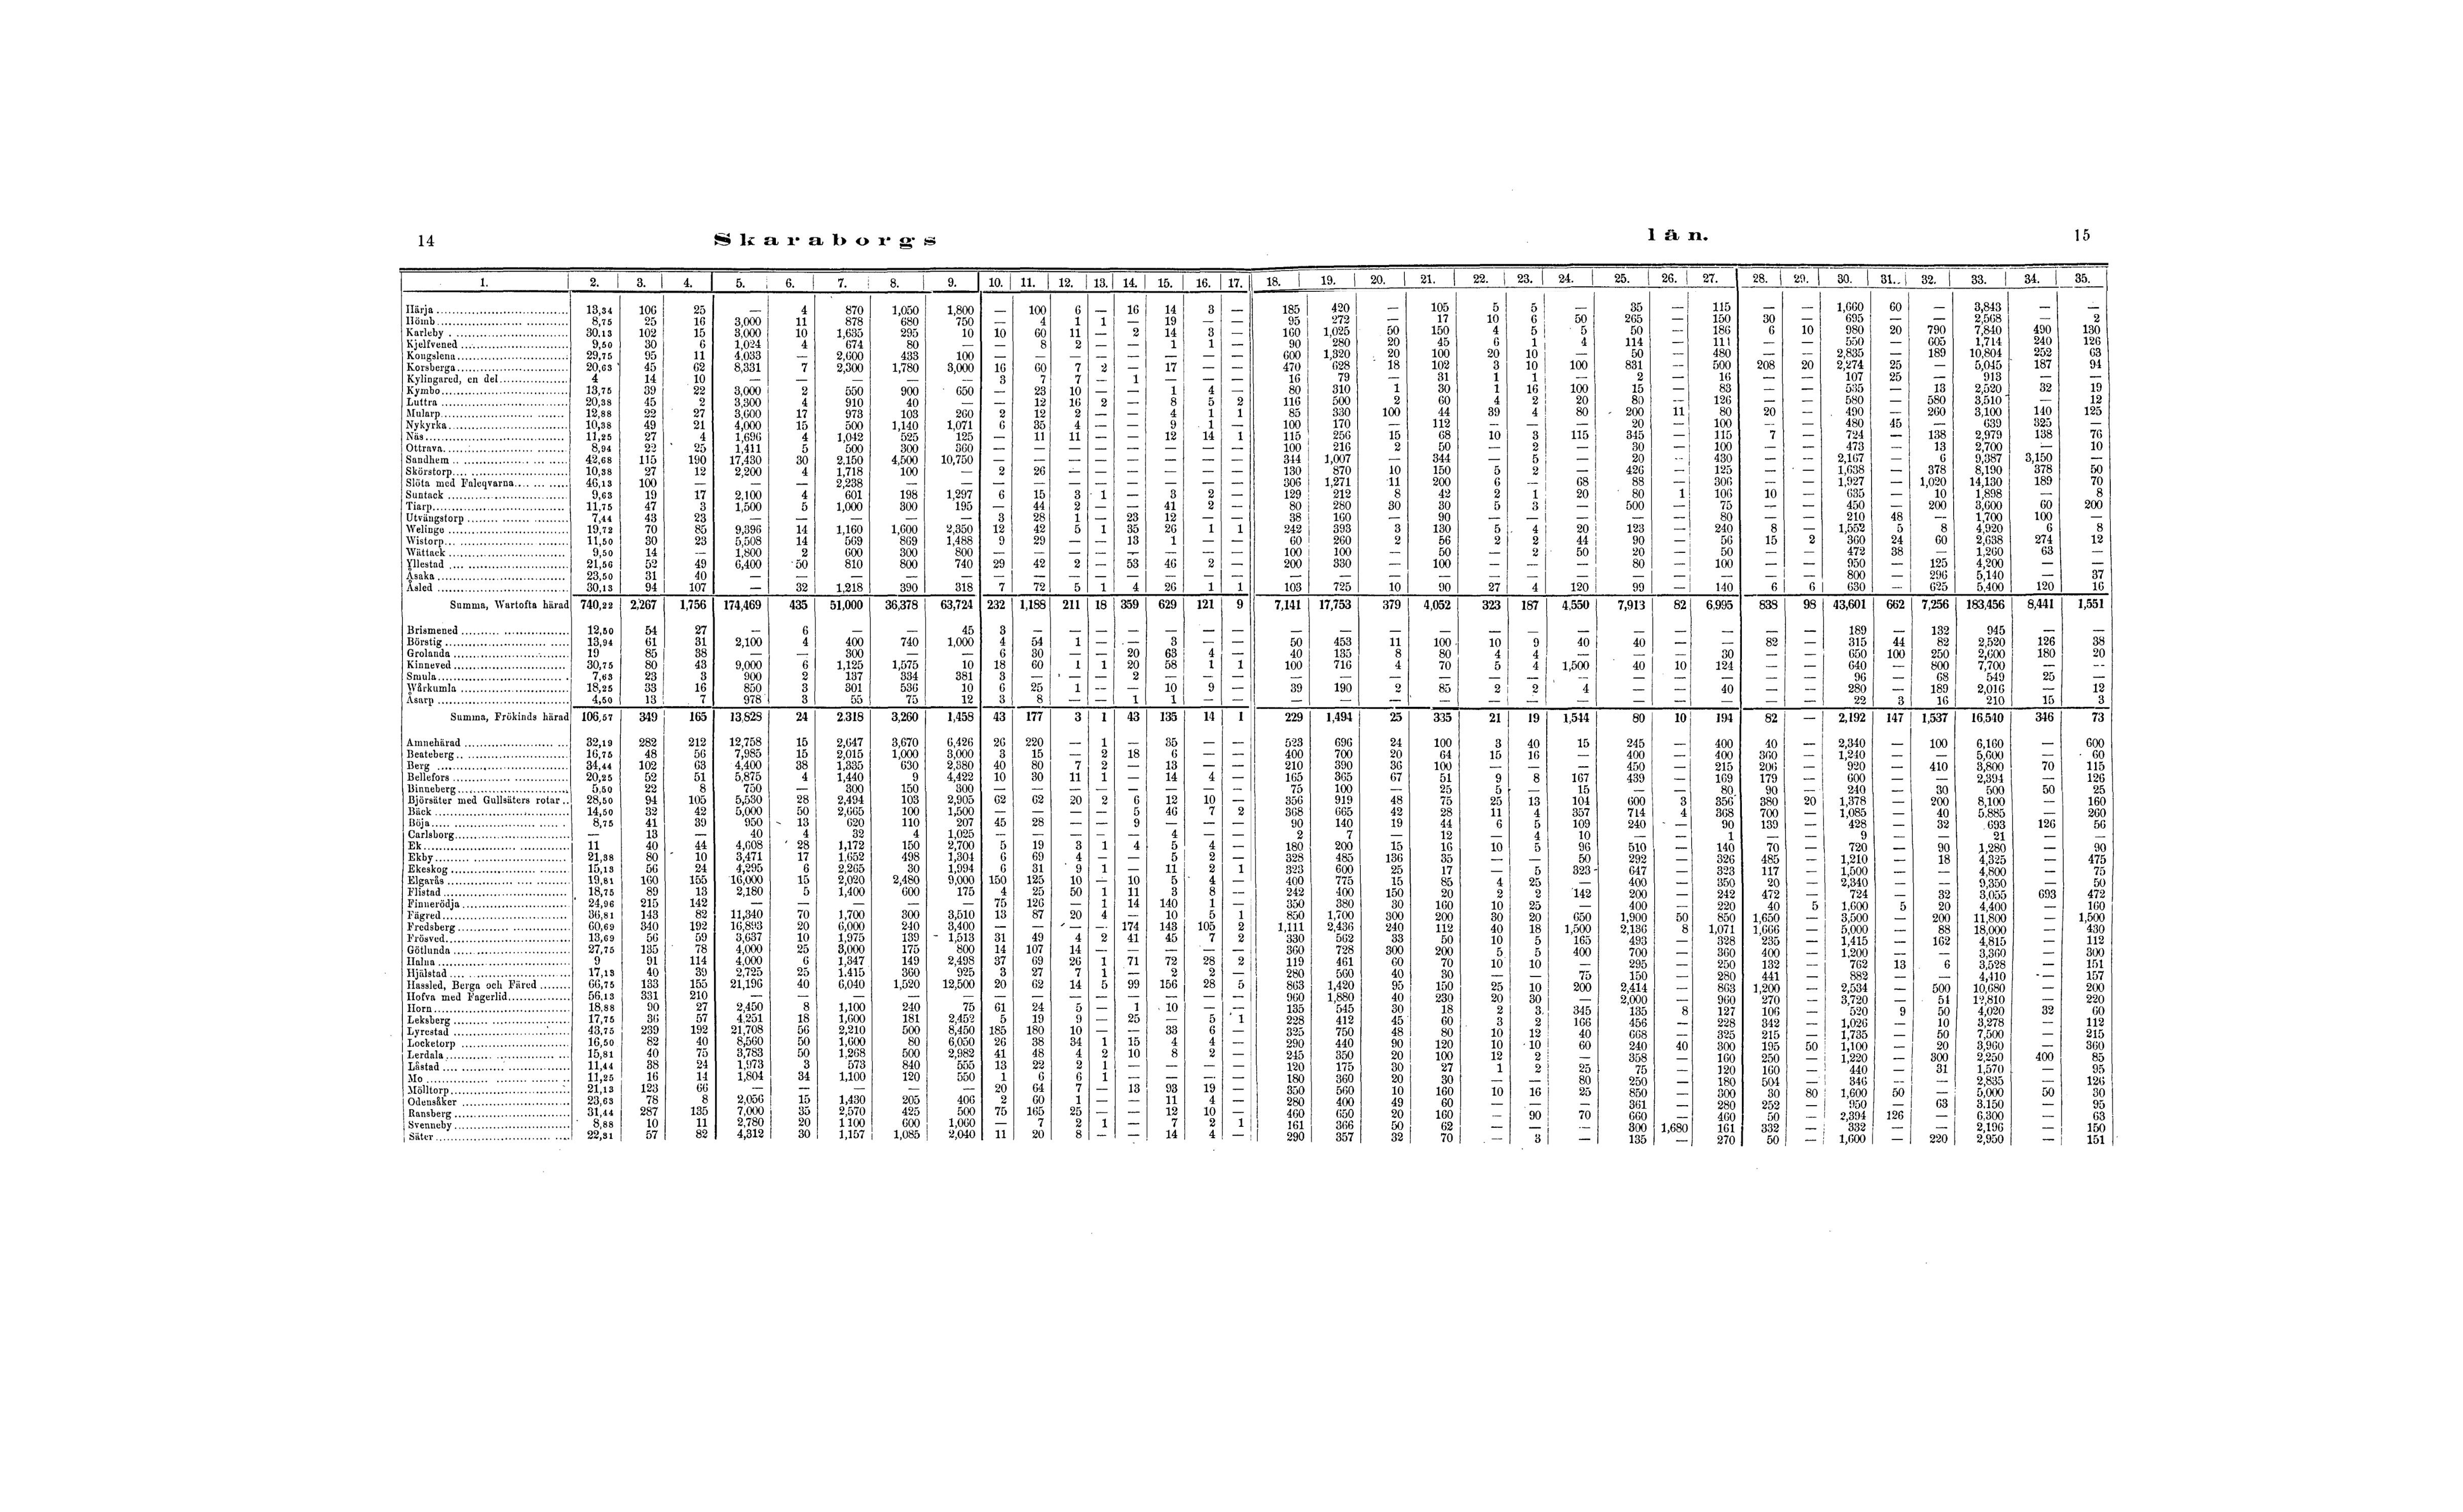 14 Skaraborgs län. 15
1. 2. 3. 4. 5. 6. 7. 8. 9. 10. 11. 12. 13. 14. 15. 16. 17. 18. 19. 20. 21. 22. 23. 24. 25. 26. 27. 28. 29. 30. 31. 32. 33. 34. 35.
Härja 13,34 106 25 — 4 870 1,050 1,800 — 100 6 — 16 14 3 — 185 420 — 105 5 5 — 35 — 115 — — 1,660 60 — 3,843 — —
Hömb 8,75 25 16 3,000 11 878 680 750 — 4 1 1 — 19 — — 95 272 — 17 10 6 50 265 — 150 30 — 695 — — 2,568 — 2
Karleby 30,13 102 15 3,000 10 1,635 295 10 10 60 11 — 2 14 3 — 160 1,025 50 150 4 5 5 50 — 186 6 10 980 20 790 7,840 490 130
Kjelfvened 9,50 30 6 1,024 4 674 80 — — 8 2 — — 1 1 — 90 280 20 45 6 1 4 114 — 111 — — 550 — 605 1,714 240 126
Kongslena 29,75 95 11 4,033 — 2,600 433 100 — — — — — — — — 600 1,320 20 100 20 10 — 50 — 480 — — 2,835 — 189 10,804 252 63
Korsberga 20,63 45 62 8,331 7 2,300 1,780 3,000 16 60 7 2 — 17 — — 470 628 18 102 3 10 100 831 — 500 208 20 2,274 25 — 5,045 187 94
Kylingared, en del 4 14 10 — — — — — 3 7 7 — 1 — — — 16 79 — 31 1 1 — 2 — 16 — — 107 25 — 913 — —
Kymbo 13,75 39 22 3,000 2 550 900 650 — 23 10 — — 1 4 — 80 310 1 30 1 16 100 15 — 83 — — 535 — 13 2,520 32 19
Luttra 20,38 45 2 3,300 4 910 40 — — 12 16 2 — 8 5 2 116 500 2 60 4 2 20 80 — 126 — — 580 — 580 3,510 — 12
Mularp 12,88 22 27 3,600 17 973 103 260 2 12 2 — — 4 1 1 85 330 100 44 39 4 80 200 11 80 20 — 490 — 260 3,100 140 125
Nykyrka 10,38 49 21 4,000 15 500 1,140 1,071 6 35 4 — — 9 1 — 100 170 — 112 — — — 20 — 100 — — 480 45 — 639 325 —
Näs 11,25 27 4 1,696 4 1,042 525 125 — 11 11 — — 12 14 1 115 256 15 68 10 3 115 345 — 115 7 — 724 — 138 2,979 138 76
Ottrava 8,94 22 25 1,411 5 500 300 360 — — — — — — — — 100 216 2 50 — 2 — 30 — 100 — — 473 — 13 2,700 — 10
Sandhem 42,68 115 190 17,430 30 2,150 4,500 10,750 — — — — — — — — 344 1,007 — 344 — 5 — 20 — 430 — — 2,167 — 6 9,387 3,150 —
Skörstorp 10,38 27 12 2,200 4 1,718 100 — 2 26 — — — — — — 130 870 10 150 5 2 — 426 — 125 — — 1,638 — 378 8,190 378 50
Slöta med Faleqvarna 46,13 100 — — — 2,238 — — — — — — — — — — 306 1,271 11 200 6 — 68 88 — 306 — — 1,927 — 1,020 14,130 189 70
Suntack 9,63 19 17 2,100 4 601 198 1,297 6 15 3 1 — 3 2 — 129 212 8 42 2 1 20 80 1 106 10 — 635 — 10 1,898 — 8
Tiarp 11,75 47 3 1,500 5 1,000 300 195 — 44 2 — — 41 2 — 80 280 30 30 5 3 — 500 — 75 — — 450 — 200 3,600 60 200
Utvängstorp 7,44 43 23 — — — — — 3 28 1 — 23 12 — — 38 160 — 90 — — — — — 80 — — 210 48 — 1,700 100 —
Welinge 19,72 70 85 9,396 14 1,160 1,600 2,350 12 42 5 1 35 26 1 1 242 393 3 130 5 4 20 123 — 240 8 — 1,552 5 8 4,920 6 8
Wistorp 11,50 30 23 5,508 14 569 869 1,488 9 29 — — 13 1 — — 60 260 2 56 2 2 44 90 — 56 15 2 360 24 60 2,638 274 12
Wättack 9,50 14 — 1,800 2 600 300 800 — — — — — — — — 100 100 — 50 — 2 50 20 — 50 — — 472 38 — 1,260 63 —
Yllestad 21,56 52 49 6,400 50 810 800 740 29 42 2 — 53 46 2 — 200 330 — 100 — — — 80 — 100 — — 950 — 125 4,200 — —
Åsaka 23,50 31 40 — — — — — — — — — — — — — — — — — — — — — — — — — 800 — 296 5,140 — 37
Åsled 30,13 94 107 — 32 1,218 390 318 7 72 5 1 4 26 1 1 103 725 10 90 27 4 120 99 — 140 6 6 630 — 625 5,400 120 16
Summa, Wartofta härad 740,22 2,267 1,756 174,469 435 51,000 36,378 63,724 232 1,188 211 18 359 629 121 9 7,141 17,753 379 4,052 323 187 4,550 7,913 82 6,995 838 98 43,601 662 7,256 183,456 8,441 1,551
Brismened 12,50 54 27 — 6 — — 45 3 — — — — — — — — — — — — — — — — — — — 189 — 132 945 — —
Börstig 13,94 61 31 2,100 4 400 740 1,000 4 54 1 — — 3 — — 50 453 11 100 10 9 40 40 — — 82 — 315 44 82 2,520 126 38
Grolanda 19 85 38 — — 300 — — 6 30 — — 20 63 4 — 40 135 8 80 4 4 — — — 30 — — 650 100 250 2,600 180 20
Kinneved 30,75 80 43 9,000 6 1,125 1,575 10 18 60 1 1 20 58 1 1 100 716 4 70 5 4 1,500 40 10 124 — — 640 — 800 7,700 — —
Smula 7,63 23 3 900 2 137 334 381 3 — — — 2 — — — — — — — — — — — — — — — 96 — 68 549 25 —
Wårkumla 18,25 33 16 850 3 301 536 10 6 25 1 — — 10 9 — 39 190 2 85 2 2 4 — — 40 — — 280 — 189 2,016 — 12
Åsarp 4,50 13 7 978 3 55 75 12 3 8 — — 1 1 — — — — — — — — — — — — — — 22 3 16 210 15 3
Summa, Frökinds härad 106,57 349 165 13,828 24 2,318 3,260 1,458 43 177 3 1 43 135 14 1 229 1,494 25 335 21 19 1,544 80 10 194 82 — 2,192 147 1,537 16,540 346 73
Amnehärad 32,19 282 212 12,758 15 2,647 3,670 6,426 26 220 — 1 — 35 — — 523 696 24 100 3 40 15 245 — 400 40 — 2,340 — 100 6,160 — 600
Beateberg 16,75 48 56 7,985 15 2,015 1,000 3,000 3 15 — 2 18 6 — — 400 700 20 64 15 16 — 400 — 400 360 — 1,240 — — 5,600 — 60
Berg 34,44 102 63 4,400 38 1,335 630 2,380 40 80 7 2 — 13 — — 210 390 36 100 — — — 450 — 215 206 — 920 — 410 3,800 70 115
Bellefors 20,25 52 51 5,875 4 1,440 9 4,422 10 30 11 1 — 14 4 — 165 365 67 51 9 8 167 439 — 169 179 — 600 — — 2,394 — 126
Binneberg 5,50 22 8 750 — 300 150 300 — — — — — — — — 75 100 — 25 5 — 15 — — 80 90 — 240 — 30 500 50 25
Björsäter med Gullsäters rotar 28,50 94 105 5,530 28 2,494 103 2,905 62 62 20 2 6 12 10 — 356 919 48 75 25 13 104 600 3 356 380 20 1,378 — 200 8,100 — 160
Bäck 14,50 32 42 5,000 50 2,665 100 1,500 — — — — 5 46 7 2 368 665 42 28 11 4 357 714 4 368 700 — 1,085 — 40 5,885 — 260
Böja 8,75 41 39 950 13 620 110 207 45 28 — — 9 — — — 90 140 19 44 6 5 109 240 — 90 139 — 428 — 32 693 126 56
Carlsborg — 13 — 40 4 32 4 1,025 — — — — — 4 — — 2 7 — 12 — 4 10 — — 1 — — 9 — — 21 — —
Ek 11 40 44 4,608 28 1,172 150 2,700 5 19 3 1 4 5 4 — 180 200 15 16 10 5 96 510 — 140 70 — 720 — 90 1,280 — 90
Ekby 21,38 80 10 3,471 17 1,652 498 1,304 6 69 4 — — 5 2 — 328 485 136 35 — — 50 292 — 326 485 — 1,210 — 18 4,325 — 475
Ekeskog 15,13 56 24 4,295 6 2,265 30 1,994 6 31 9 1 — 11 2 1 323 600 25 17 — 5 323 647 — 323 117 — 1,500 — — 4,800 — 75
Elgarås 19,81 160 155 16,000 15 2,020 2,480 9,000 150 125 10 — 10 5 4 — 400 775 15 85 4 25 — 400 — 350 20 — 2,340 — — 9,350 — 50
Flistad 18,75 89 13 2,180 5 1,400 600 175 4 25 50 1 11 3 8 — 242 400 150 20 2 2 142 200 — 242 472 — 724 — 32 3,055 693 472
Finnerödja 24,96 215 142 — — — — — 75 126 — 1 14 140 1 — 350 380 30 160 10 25 — 400 — 220 40 5 1,600 5 20 4,400 — 160
Fägred 36,81 143 82 11,340 70 1,700 300 3,510 13 87 20 4 — 10 5 1 850 1,700 300 200 30 20 650 1,900 50 850 1,650 — 3,500 — 200 11,800 — 1,500
Fredsberg 60,69 340 192 16,893 20 6,000 240 3,400 — — — — 174 143 105 2 1,111 2,436 240 112 40 18 1,500 2,136 8 1,071 1,666 — 5,000 — 88 18,000 — 430
Frösved 13,69 56 59 3,637 10 1,975 139 1,513 31 49 4 2 41 45 7 2 330 562 33 50 10 5 165 493 — 328 235 — 1,415 — 162 4,815 — 112
Götlunda 27,75 135 78 4,000 25 3,000 175 800 14 107 14 — — — — — 360 728 300 200 5 5 400 700 — 360 400 — 1,200 — — 3,360 — 300
Halna 9 91 114 4,000 6 1,347 149 2,498 37 69 26 1 71 72 28 2 119 461 60 70 10 10 — 295 — 250 132 — 762 13 6 3,528 — 151
Hjälstad 17,13 40 39 2,725 25 1,415 360 925 3 27 7 1 — 2 2 — 280 560 40 30 — — 75 150 — 280 441 — 882 — — 4,410 — 157
Hassled, Berga och Färed 66,75 133 155 21,196 40 6,040 1,520 12,500 20 62 14 5 99 156 28 5 863 1,420 95 150 25 10 200 2,414 — 863 1,200 — 2,534 — 500 10,680 — 200
Hofva med Fagerlid 56,13 331 210 — — — — — — — — — — — — — 960 1,880 40 230 20 30 — 2,000 — 960 270 — 3,720 — 54 12,810 — 220
Horn 18,88 90 27 2,450 8 1,100 240 75 61 24 5 — 1 10 — — 135 545 30 18 2 3 345 135 8 127 106 — 520 9 50 4,020 32 60
Leksberg 17,75 36 57 4,251 18 1,600 181 2,452 5 19 9 — 25 — 5 1 228 412 45 60 3 2 166 456 — 228 342 — 1,026 — 10 3,278 — 112
Lyrestad 43,75 239 192 21,708 56 2,210 500 8,450 185 180 10 — — 33 6 — 325 750 48 80 10 12 40 668 — 325 215 — 1,735 — 50 7,500 — 215
Locketorp 16,50 82 40 8,560 50 1,600 80 6,050 26 38 34 1 15 4 4 — 290 440 90 120 10 10 60 240 40 300 195 50 1,100 — 20 3,960 — 360
Lerdala 15,81 40 75 3,783 50 1,268 500 2,982 41 48 4 2 10 8 2 — 245 350 20 100 12 2 — 358 — 160 250 — 1,220 — 300 2,250 400 85
Låstad 11,44 38 24 1,973 3 573 840 555 13 22 2 1 — — — — 120 175 30 27 1 2 25 75 — 120 160 — 440 — 31 1,570 — 95
Mo 11,25 16 14 1,804 34 1,100 120 550 1 6 6 1 — — — — 180 360 20 30 — — 80 250 — 180 504 — 346 — — 2,835 — 126
Mölltorp 21,13 123 66 — — — — — 20 64 7 — 13 93 19 — 350 560 10 160 10 16 25 850 — 300 30 80 1,600 50 — 5,000 50 30
Odensåker 23,63 78 8 2,056 15 1,430 205 406 2 60 1 — — 11 4 — 280 400 49 60 — — — 361 — 280 252 — 950 — 63 3,150 — 95
Ransberg 31,44 287 135 7,000 35 2,570 425 500 75 165 25 — — 12 10 — 460 650 20 160 — 90 70 660 — 460 50 — 2,394 126 — 6,300 — 63
Svenneby 8,88 10 11 2,780 20 1 100 600 1,060 — 7 2 1 — 7 2 1 161 366 50 62 — — — 300 1,680 161 332 — 332 — — 2,196 — 150
Säter 22,31 57 82 4,312 30 1,157 1,085 2,040 11 20 8 — — 14 4 — 290 357 32 70 — 3 — 135 — 270 50 — 1,600 — 220 2,950 — 151